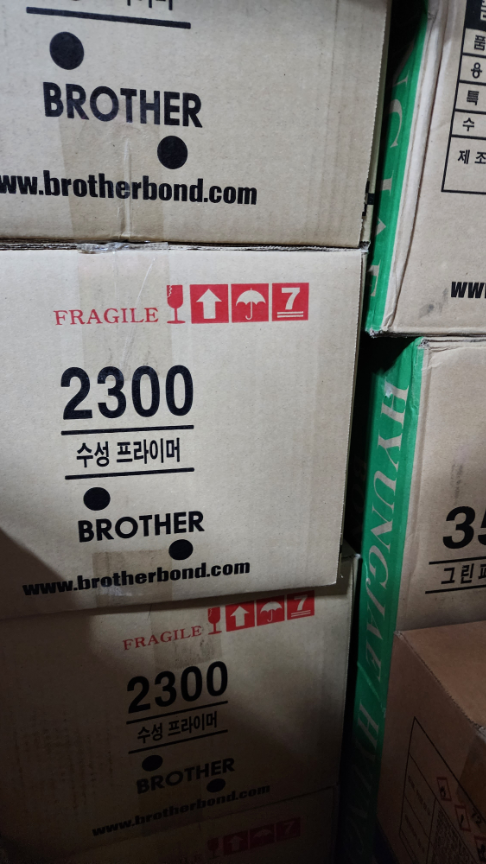 BROTHER
www.brotherbond.com
FRAGILE 7
2300
수성 프라이머
BROTHER
www.brotherbond.com
FRAGILE 7
2300
수성 프라이머
BROTHER
www.brotherbond.com
품
용
특
수
제 조
www
HYUNGJAE
35
그린